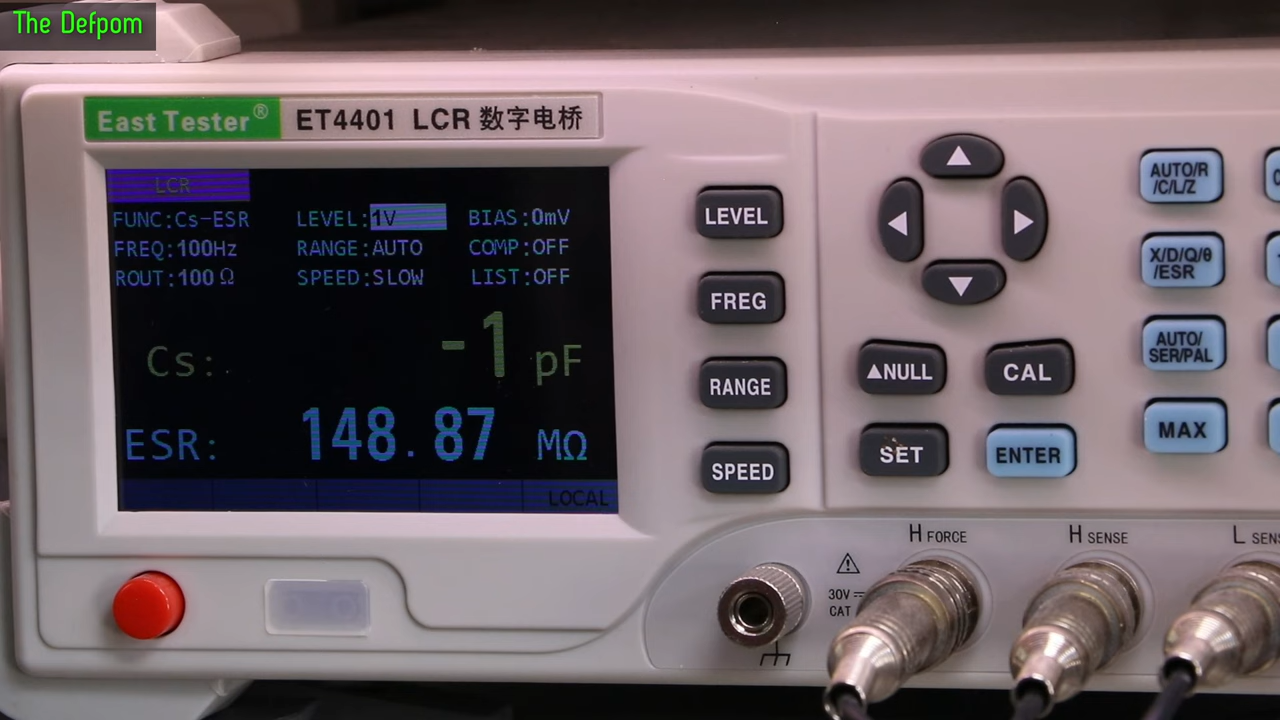 The Defpom
East Tester® ET4401 LCR 数字电桥
LCR
FUNC:Cs-ESR LEVEL:1V BIAS:0mV
FREQ:100Hz RANGE:AUTO COMP:OFF
ROUT:100 Ω SPEED:SLOW LIST:OFF
Cs: -1 pF
ESR: 148.87 MΩ
LOCAL
LEVEL
FREG
RANGE
SPEED
▲
◀ ▶
▼
▲NULL CAL
SET ENTER
AUTO/R
/C/L/Z
X/D/Q/θ
/ESR
AUTO/
SER/PAL
MAX
H FORCE H SENSE L SENS
30V
CAT